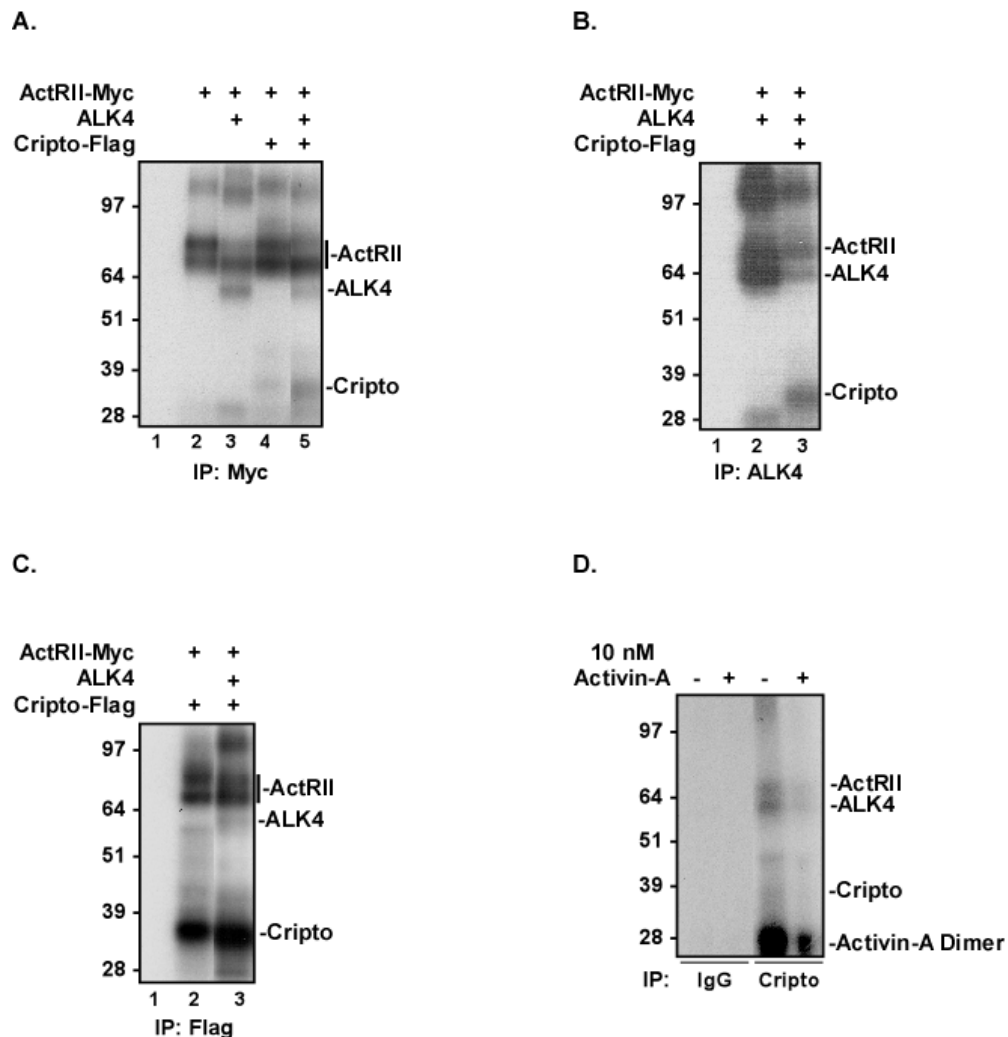 A.
ActRII-Myc + + + +
ALK4 + +
Cripto-Flag + +
97
64
51
39
28
-ActRII
-ALK4
-Cripto
1 2 3 4 5
IP: Myc
B.
ActRII-Myc + +
ALK4 + +
Cripto-Flag +
97
64
51
39
28
-ActRII
-ALK4
-Cripto
1 2 3
IP: ALK4
C.
ActRII-Myc + +
ALK4 +
Cripto-Flag + +
97
64
51
39
28
-ActRII
-ALK4
-Cripto
1 2 3
IP: Flag
D.
10 nM
Activin-A - + - +
97
64
51
39
28
-ActRII
-ALK4
-Cripto
-Activin-A Dimer
IP: IgG Cripto